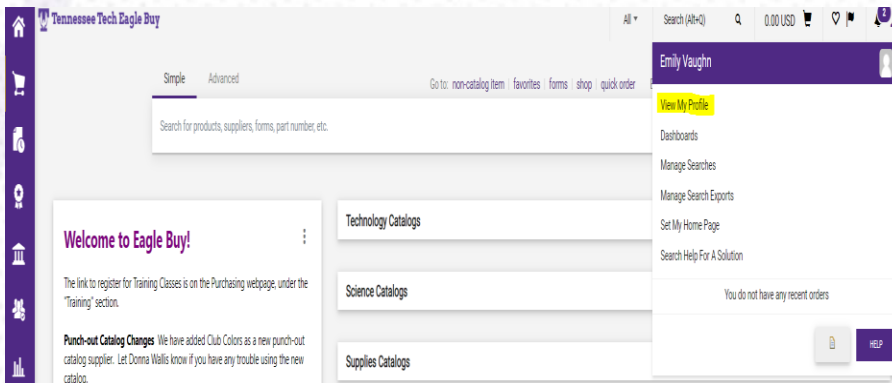 Tennessee Tech Eagle Buy
All
Search (Alt+Q)
0.00 USD
2
Emily Vaughn
Simple
Advanced
Go to: non-catalog item | favorites | forms | shop | quick order
Search for products, suppliers, forms, part number, etc.
View My Profile
Dashboards
Manage Searches
Manage Search Exports
Set My Home Page
Search Help For A Solution
You do not have any recent orders
HELP
Welcome to Eagle Buy!
The link to register for Training Classes is on the Purchasing webpage, under the
"Training" section.
Punch-out Catalog Changes We have added Club Colors as a new punch-out
catalog supplier. Let Donna Wallis know if you have any trouble using the new
catalog.
Technology Catalogs
Science Catalogs
Supplies Catalogs